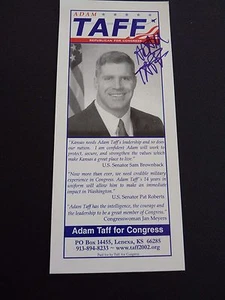 ADAM
TAFF
REPUBLICAN FOR CONGRESS
ADAM
TAFF
"Kansas needs Adam Taff's leadership and so does
our nation. I am confident Adam will work to
protect, secure, and strengthen the values which
make Kansas a great place to live."
U.S. Senator Sam Brownback
"Now more than ever, we need credible military
experience in Congress. Adam Taff's 14 years in
uniform will allow him to make an immediate
impact in Washington."
U.S. Senator Pat Roberts
"Adam Taff has the intelligence, the courage and
the leadership to be a great member of Congress."
Congresswoman Jan Meyers
Adam Taff for Congress
PO Box 14455, Lenexa, KS 66285
913-894-8233 ~ www.taff2002.org